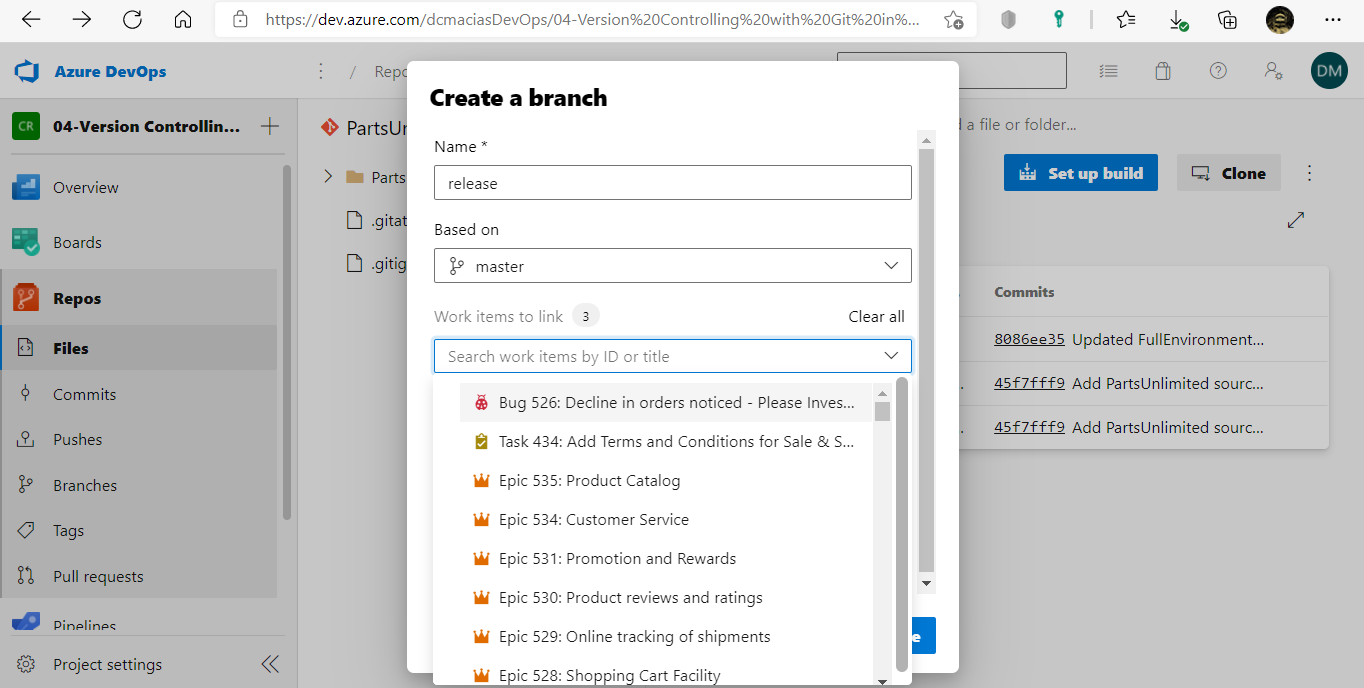 https://dev.azure.com/dcmaciasDevOps/04-Version%20Controlling%20with%20Git%20in%...
Azure DevOps
/ Repo
DM
CR 04-Version Controllin...
Overview
Boards
Repos
Files
Commits
Pushes
Branches
Tags
Pull requests
Pipelines
Project settings
PartsUn
Parts
.gitat
.gitig
Create a branch
Name *
release
Based on
master
Work items to link 3 Clear all
Search work items by ID or title
Bug 526: Decline in orders noticed - Please Inves...
Task 434: Add Terms and Conditions for Sale & S...
Epic 535: Product Catalog
Epic 534: Customer Service
Epic 531: Promotion and Rewards
Epic 530: Product reviews and ratings
Epic 529: Online tracking of shipments
Epic 528: Shopping Cart Facility
e
a file or folder...
Set up build Clone
Commits
8086ee35 Updated FullEnvironment...
45f7fff9 Add PartsUnlimited sourc...
45f7fff9 Add PartsUnlimited sourc...